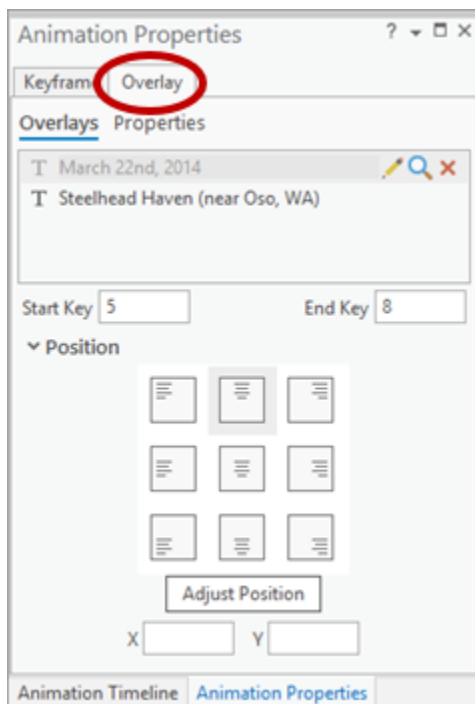 Animation Properties ?
Keyframe Overlay
Overlays Properties
T March 22nd, 2014
T Steelhead Haven (near Oso, WA)
Start Key 5 End Key 8
Position
Adjust Position
X Y
Animation Timeline Animation Properties